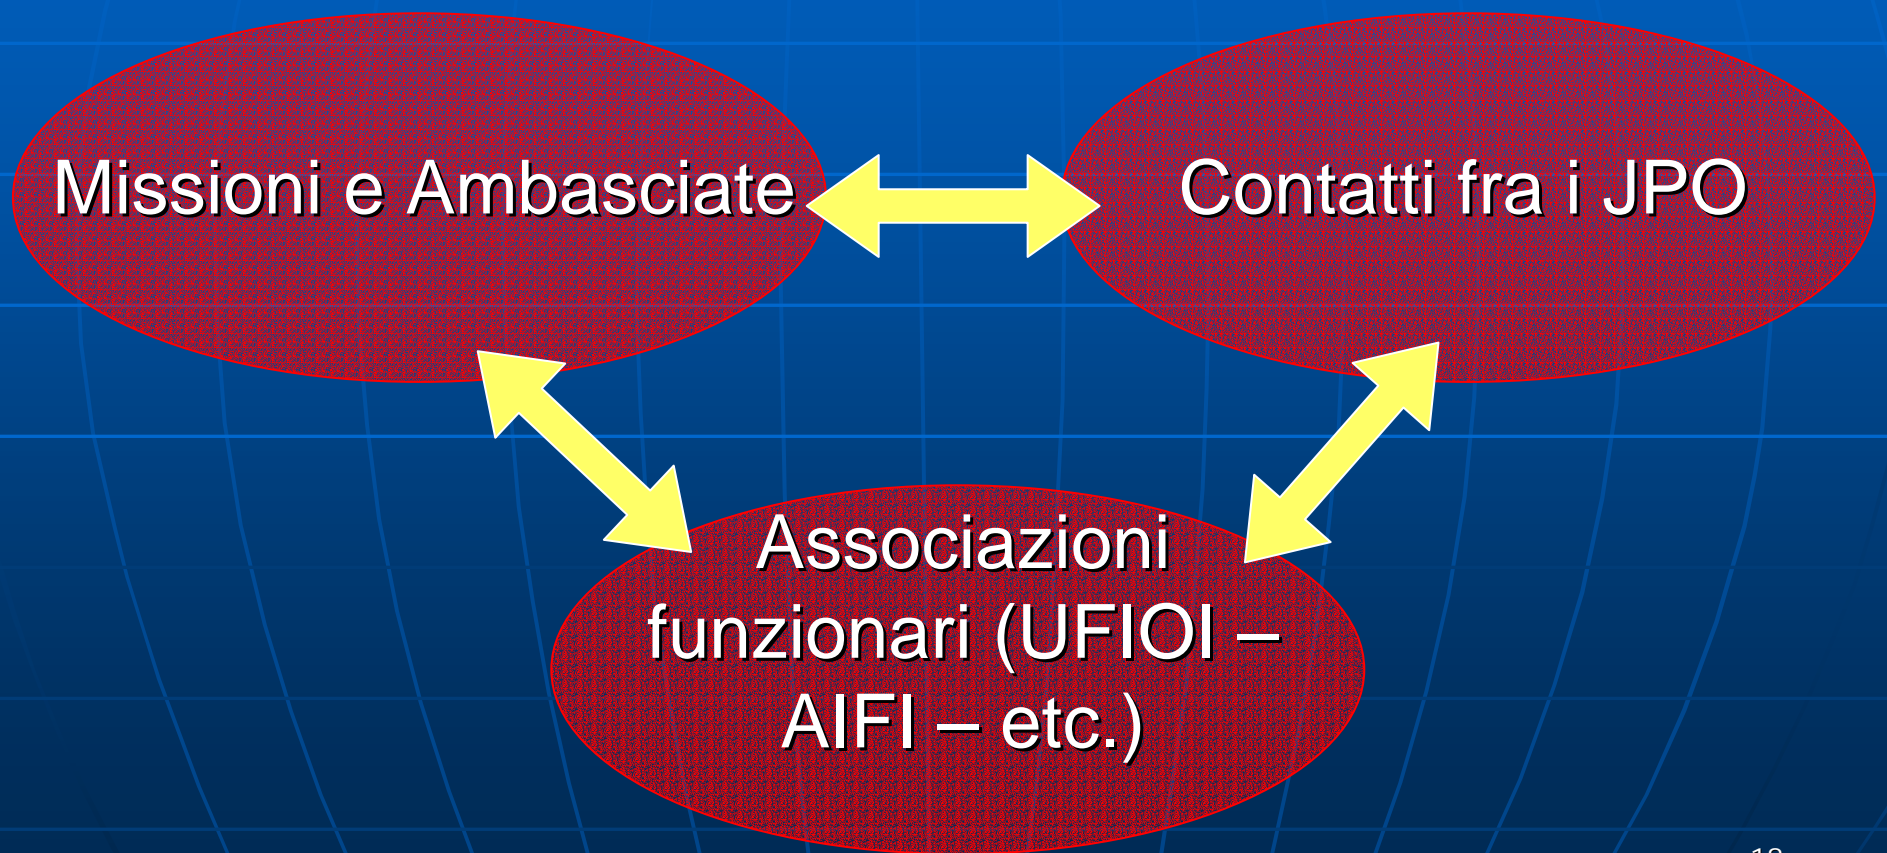 Missioni e Ambasciate
Contatti fra i JPO
Associazioni
funzionari (UFIOI –
AIFI – etc.)